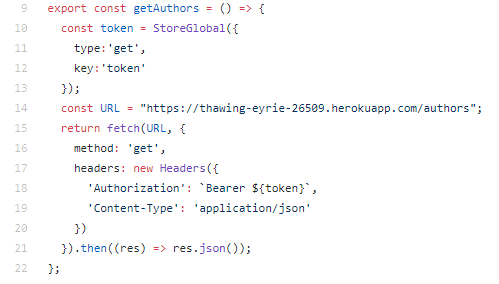 9 export const getAuthors = () => {
10 const token = StoreGlobal({
11 type:'get',
12 key:'token'
13 });
14 const URL = "https://thawing-eyrie-26509.herokuapp.com/authors";
15 return fetch(URL, {
16 method: 'get',
17 headers: new Headers({
18 'Authorization': `Bearer ${token}`,
19 'Content-Type': 'application/json'
20 })
21 }).then((res) => res.json());
22 };